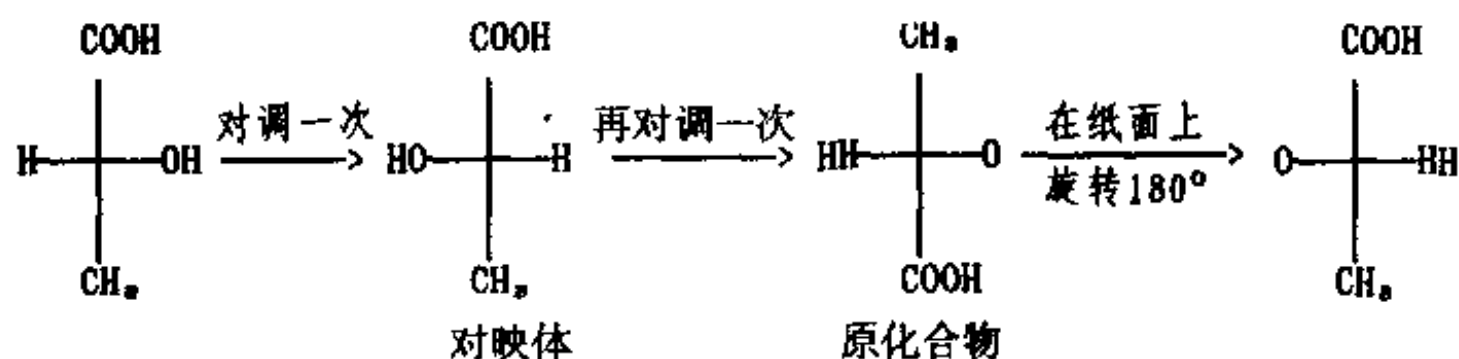 COOH COOH CH₃ COOH
对调一次 再对调一次 在纸面上
H OH HO H HH O O HH
旋转180°
CH₃ CH₃ COOH CH₃
对映体 原化合物